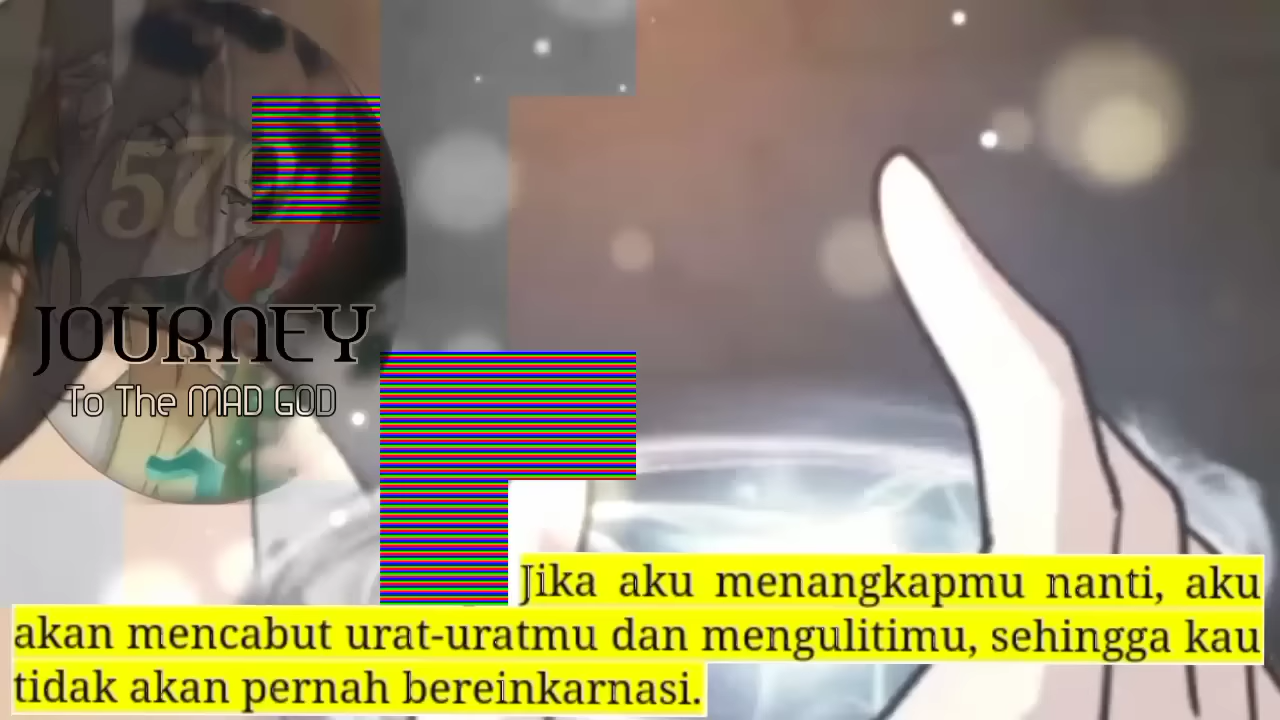 579
JOURNEY
To The MAD GOD
Jika aku menangkapmu nanti, aku
akan mencabut urat-uratmu dan mengulitimu, sehingga kau
tidak akan pernah bereinkarnasi.